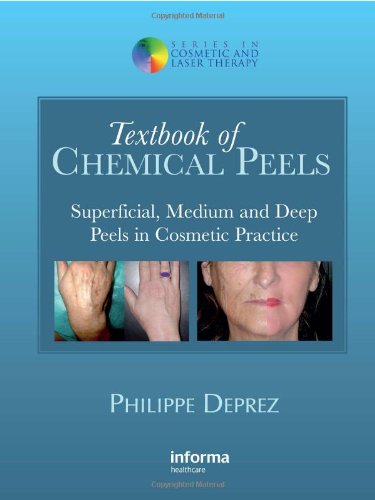 Copyrighted Material
SERIES IN
COSMETIC AND
LASER THERAPY
Textbook of
CHEMICAL PEELS
Superficial, Medium and Deep
Peels in Cosmetic Practice
PHILIPPE DEPREZ
informa
healthcare
Copyrighted Material